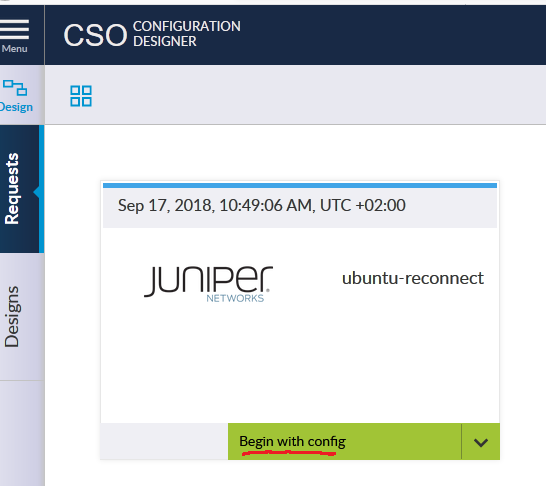 Menu
CSO CONFIGURATION
DESIGNER
Design
Requests
Designs
Sep 17, 2018, 10:49:06 AM, UTC +02:00
JUNIPER
NETWORKS
ubuntu-reconnect
Begin with config